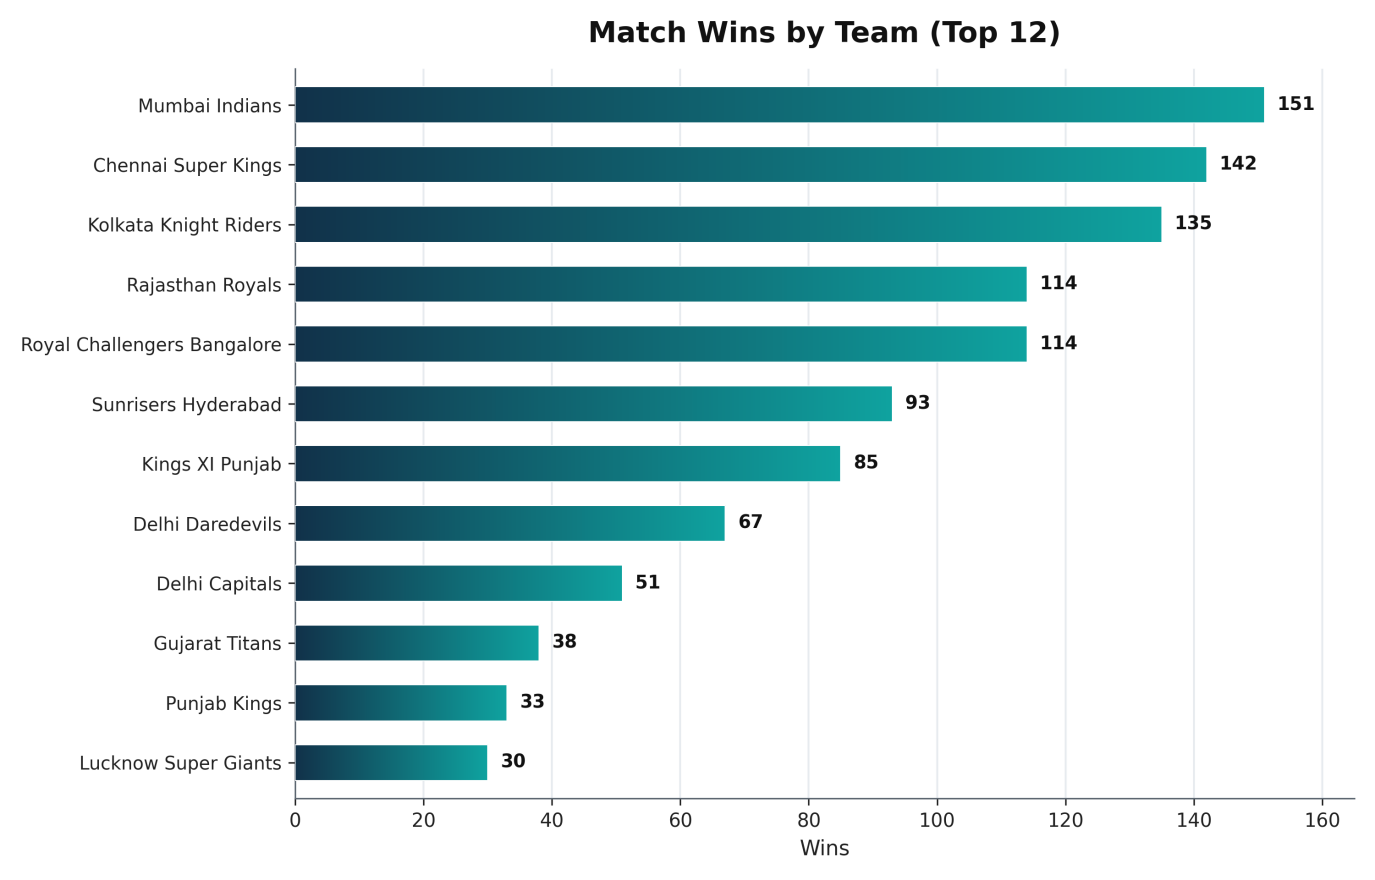 Match Wins by Team (Top 12)
Mumbai Indians 151
Chennai Super Kings 142
Kolkata Knight Riders 135
Rajasthan Royals 114
Royal Challengers Bangalore 114
Sunrisers Hyderabad 93
Kings XI Punjab 85
Delhi Daredevils 67
Delhi Capitals 51
Gujarat Titans 38
Punjab Kings 33
Lucknow Super Giants 30
0 20 40 60 80 100 120 140 160
Wins